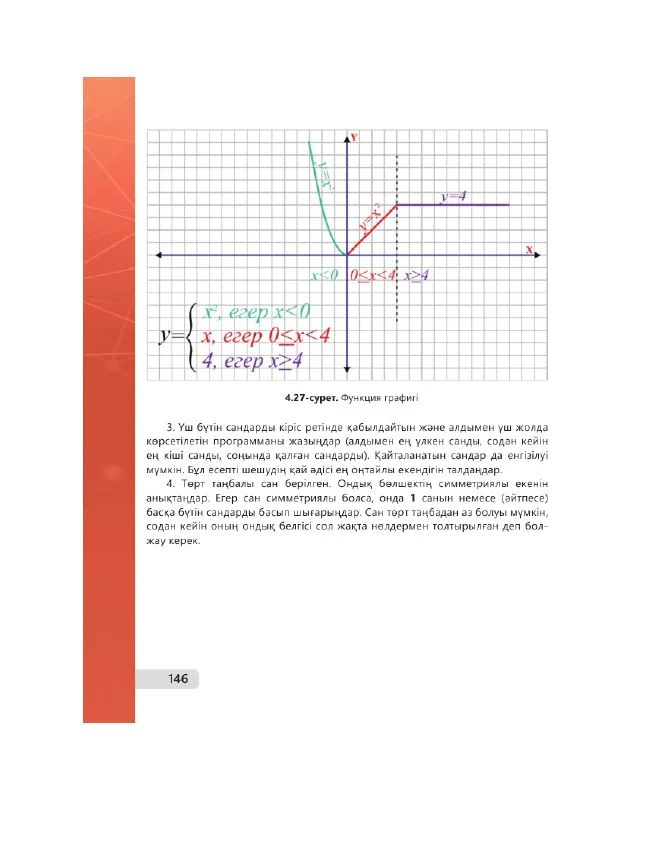 Y
y=x²
y=x²
y=4
X
x<0 0≤x<4 x≥4
x², егер x<0
y= x, егер 0≤x<4
4, егер x≥4
4.27-сурет. Функция графигі
3. Үш бүтін сандарды кіріс ретінде қабылдайтын және алдымен үш жолда
көрсетілетін программаны жазыңдар (алдымен ең үлкен санды, содан кейін
ең кіші санды, соңында қалған сандарды). Қайталанатын сандар да енгізілуі
мүмкін. Бұл есепті шешудің қай әдісі ең оңтайлы екендігін талдаңдар.
4. Төрт таңбалы сан берілген. Ондық бөлшектің симметриялы екенін
анықтаңдар. Егер сан симметриялы болса, онда 1 санын немесе (әйтпесе)
басқа бүтін сандарды басып шығарыңдар. Сан төрт таңбадан аз болуы мүмкін,
содан кейін оның ондық белгісі сол жақта нөлдермен толтырылған деп бол-
жау керек.
146